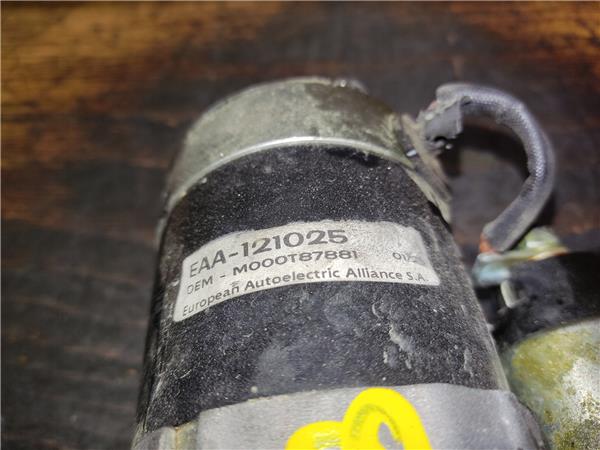 EAA-121025
OEM - M000T87881
European Autoelectric Alliance S.A.